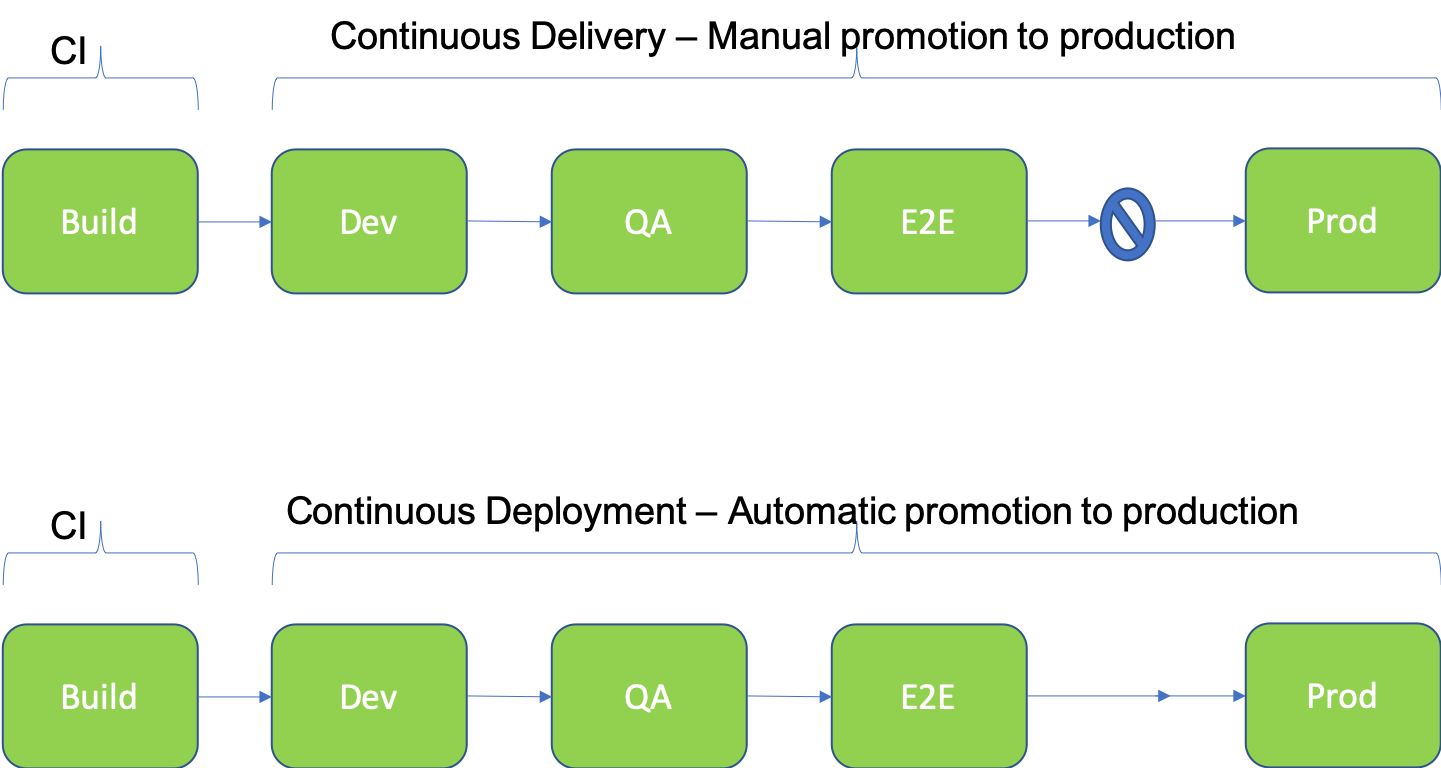 CI
Continuous Delivery – Manual promotion to production
Build
Dev
QA
E2E
Prod
CI
Continuous Deployment – Automatic promotion to production
Build
Dev
QA
E2E
Prod